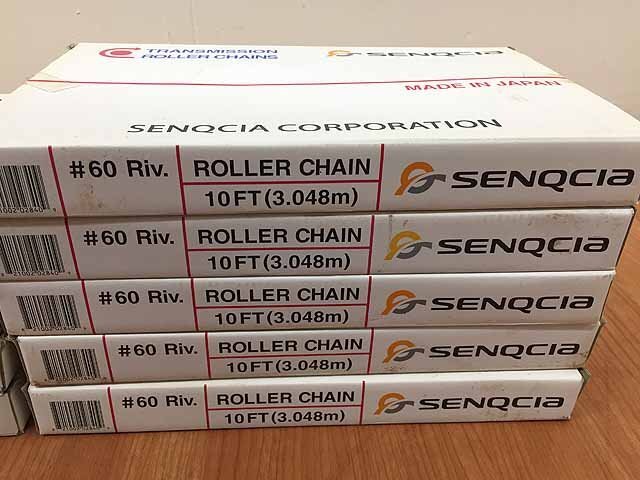 TRANSMISSION
ROLLER CHAINS
SENQCIA
MADE IN JAPAN
SENQCIA CORPORATION
#60 Riv.
ROLLER CHAIN
10FT(3.048m)
SENQCIA
#60 Riv.
ROLLER CHAIN
10FT(3.048m)
SENQCIA
#60 Riv.
ROLLER CHAIN
10FT(3.048m)
SENQCIA
#60 Riv.
ROLLER CHAIN
10FT(3.048m)
SENQCIA
#60 Riv.
ROLLER CHAIN
10FT(3.048m)
SENQCIA